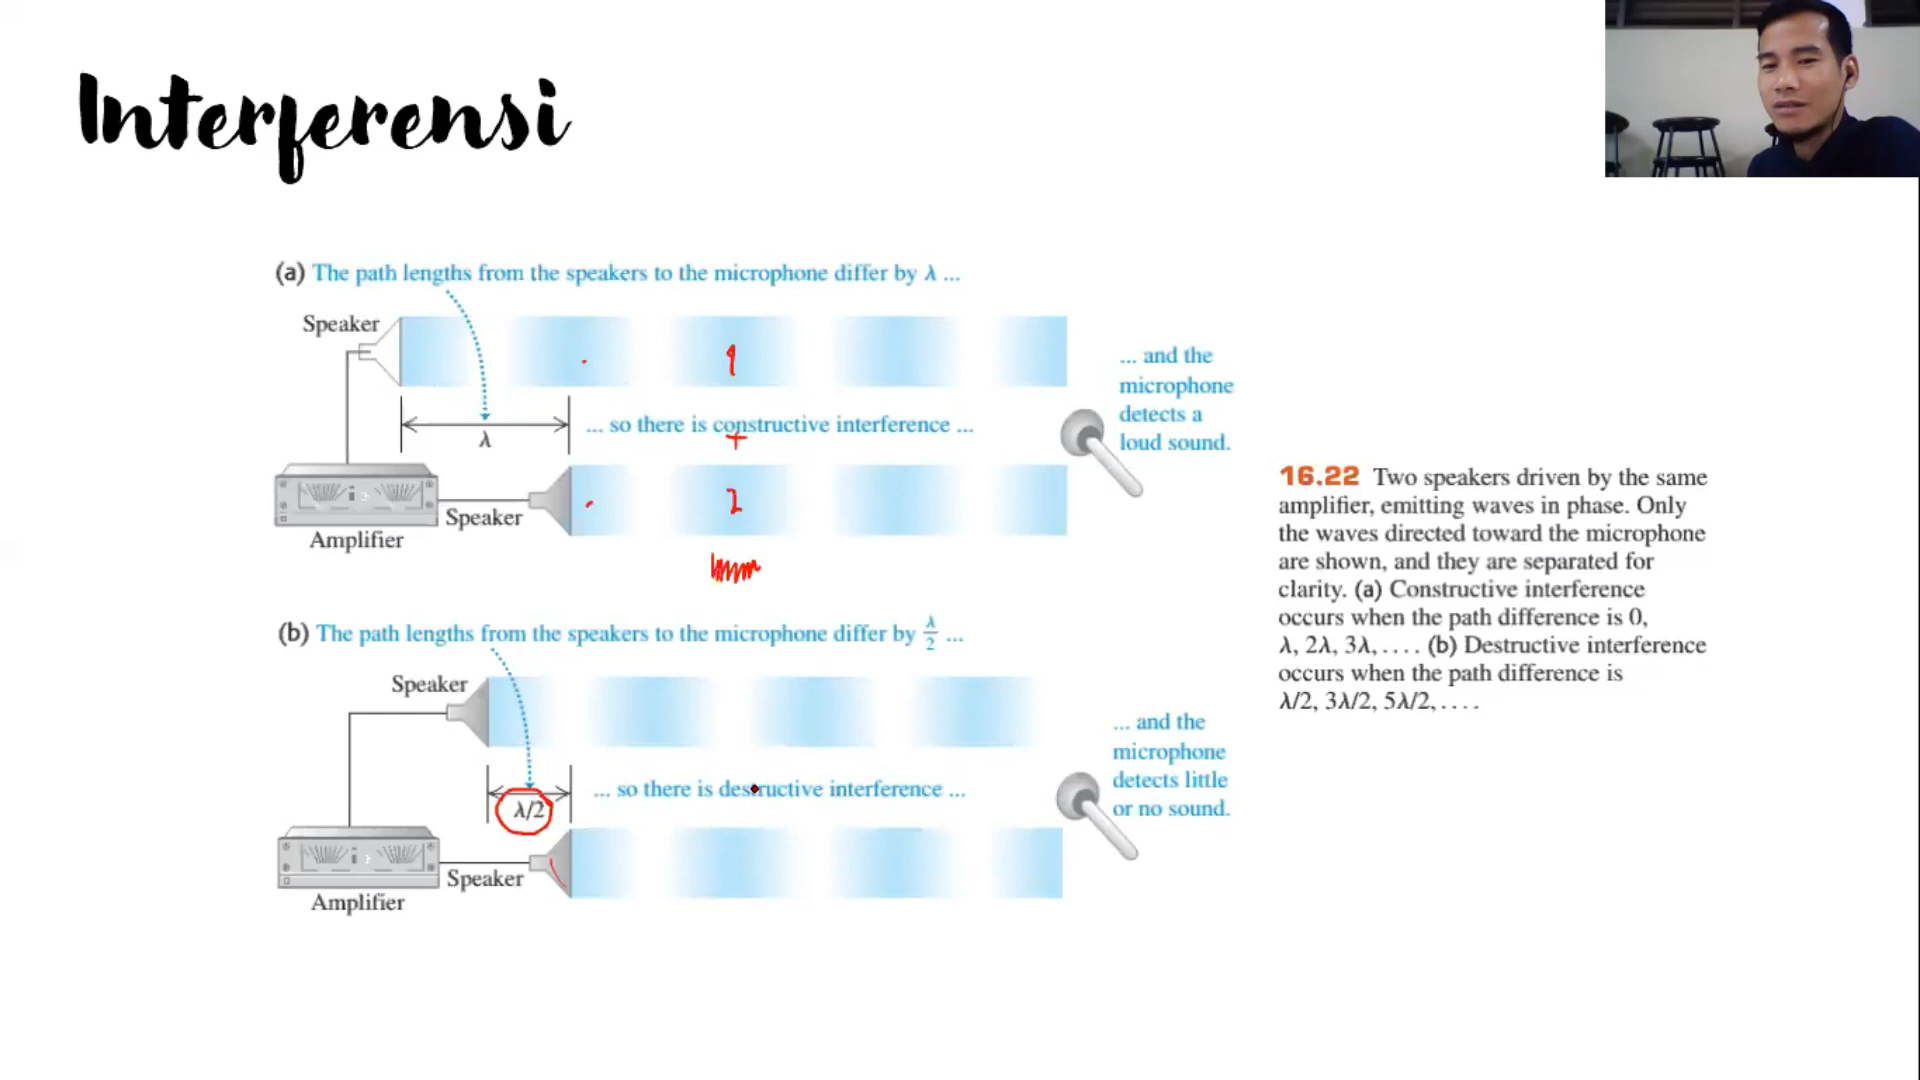 Interferensi
(a) The path lengths from the speakers to the microphone differ by λ ...
Speaker
1
... and the
microphone
detects a
loud sound.
... so there is constructive interference ...
+
λ
2
Speaker
Amplifier
16.22 Two speakers driven by the same
amplifier, emitting waves in phase. Only
the waves directed toward the microphone
are shown, and they are separated for
clarity. (a) Constructive interference
occurs when the path difference is 0,
λ, 2λ, 3λ, . . . . (b) Destructive interference
occurs when the path difference is
λ/2, 3λ/2, 5λ/2, . . . .
(b) The path lengths from the speakers to the microphone differ by λ/2 ...
Speaker
... and the
microphone
detects little
or no sound.
... so there is destructive interference ...
λ/2
Speaker
Amplifier